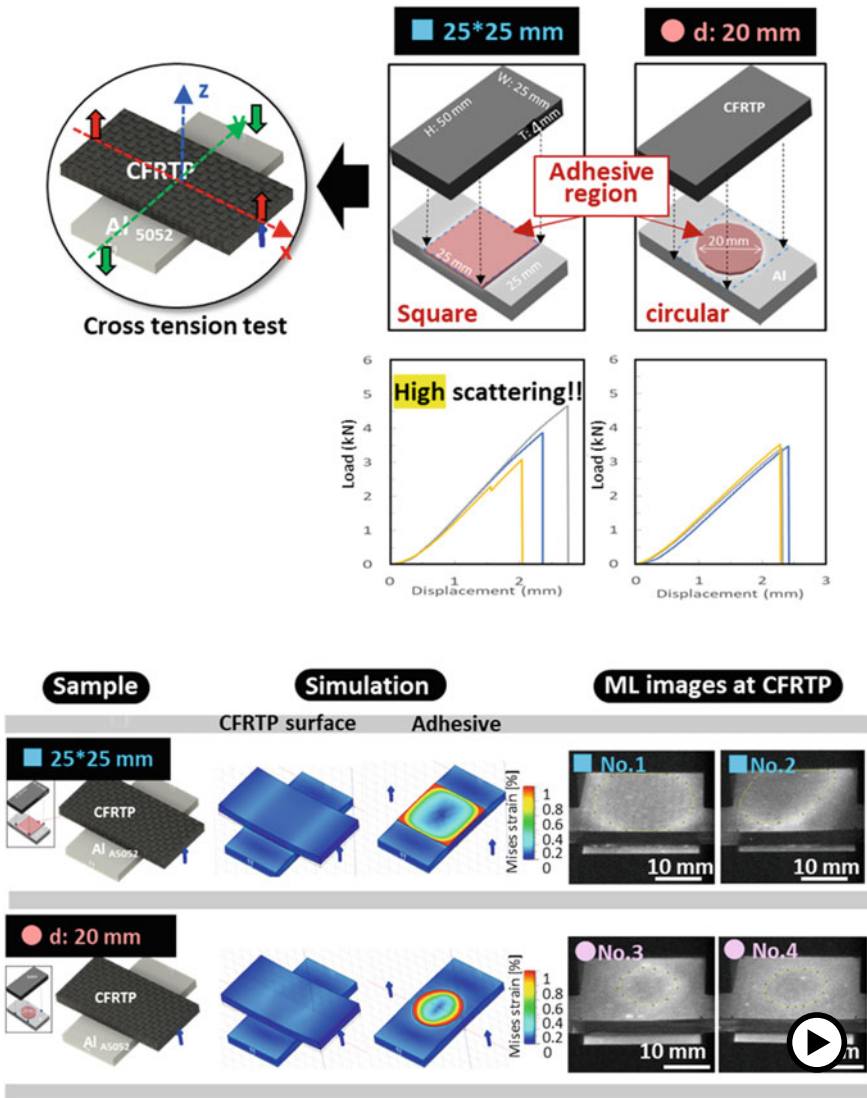 25*25 mm
d: 20 mm
z
y
CFRTP
Al 5052
x
Cross tension test
H: 50 mm
W: 25 mm
T: 4 mm
CFRTP
Adhesive
region
25 mm
25 mm
20 mm
Al
Square
circular
High scattering!!
Load (kN)
6
5
4
3
2
1
0
0
1
2
Displacement (mm)
Load (kN)
6
5
4
3
2
1
0
0
1
2
3
Displacement (mm)
Sample
Simulation
ML images at CFRTP
CFRTP surface
Adhesive
25*25 mm
CFRTP
Al A5052
Mises strain [%]
1
0.8
0.6
0.4
0.2
0
No.1
10 mm
No.2
10 mm
d: 20 mm
CFRTP
Al A5052
Mises strain [%]
1
0.8
0.6
0.4
0.2
0
No.3
10 mm
No.4
10 mm